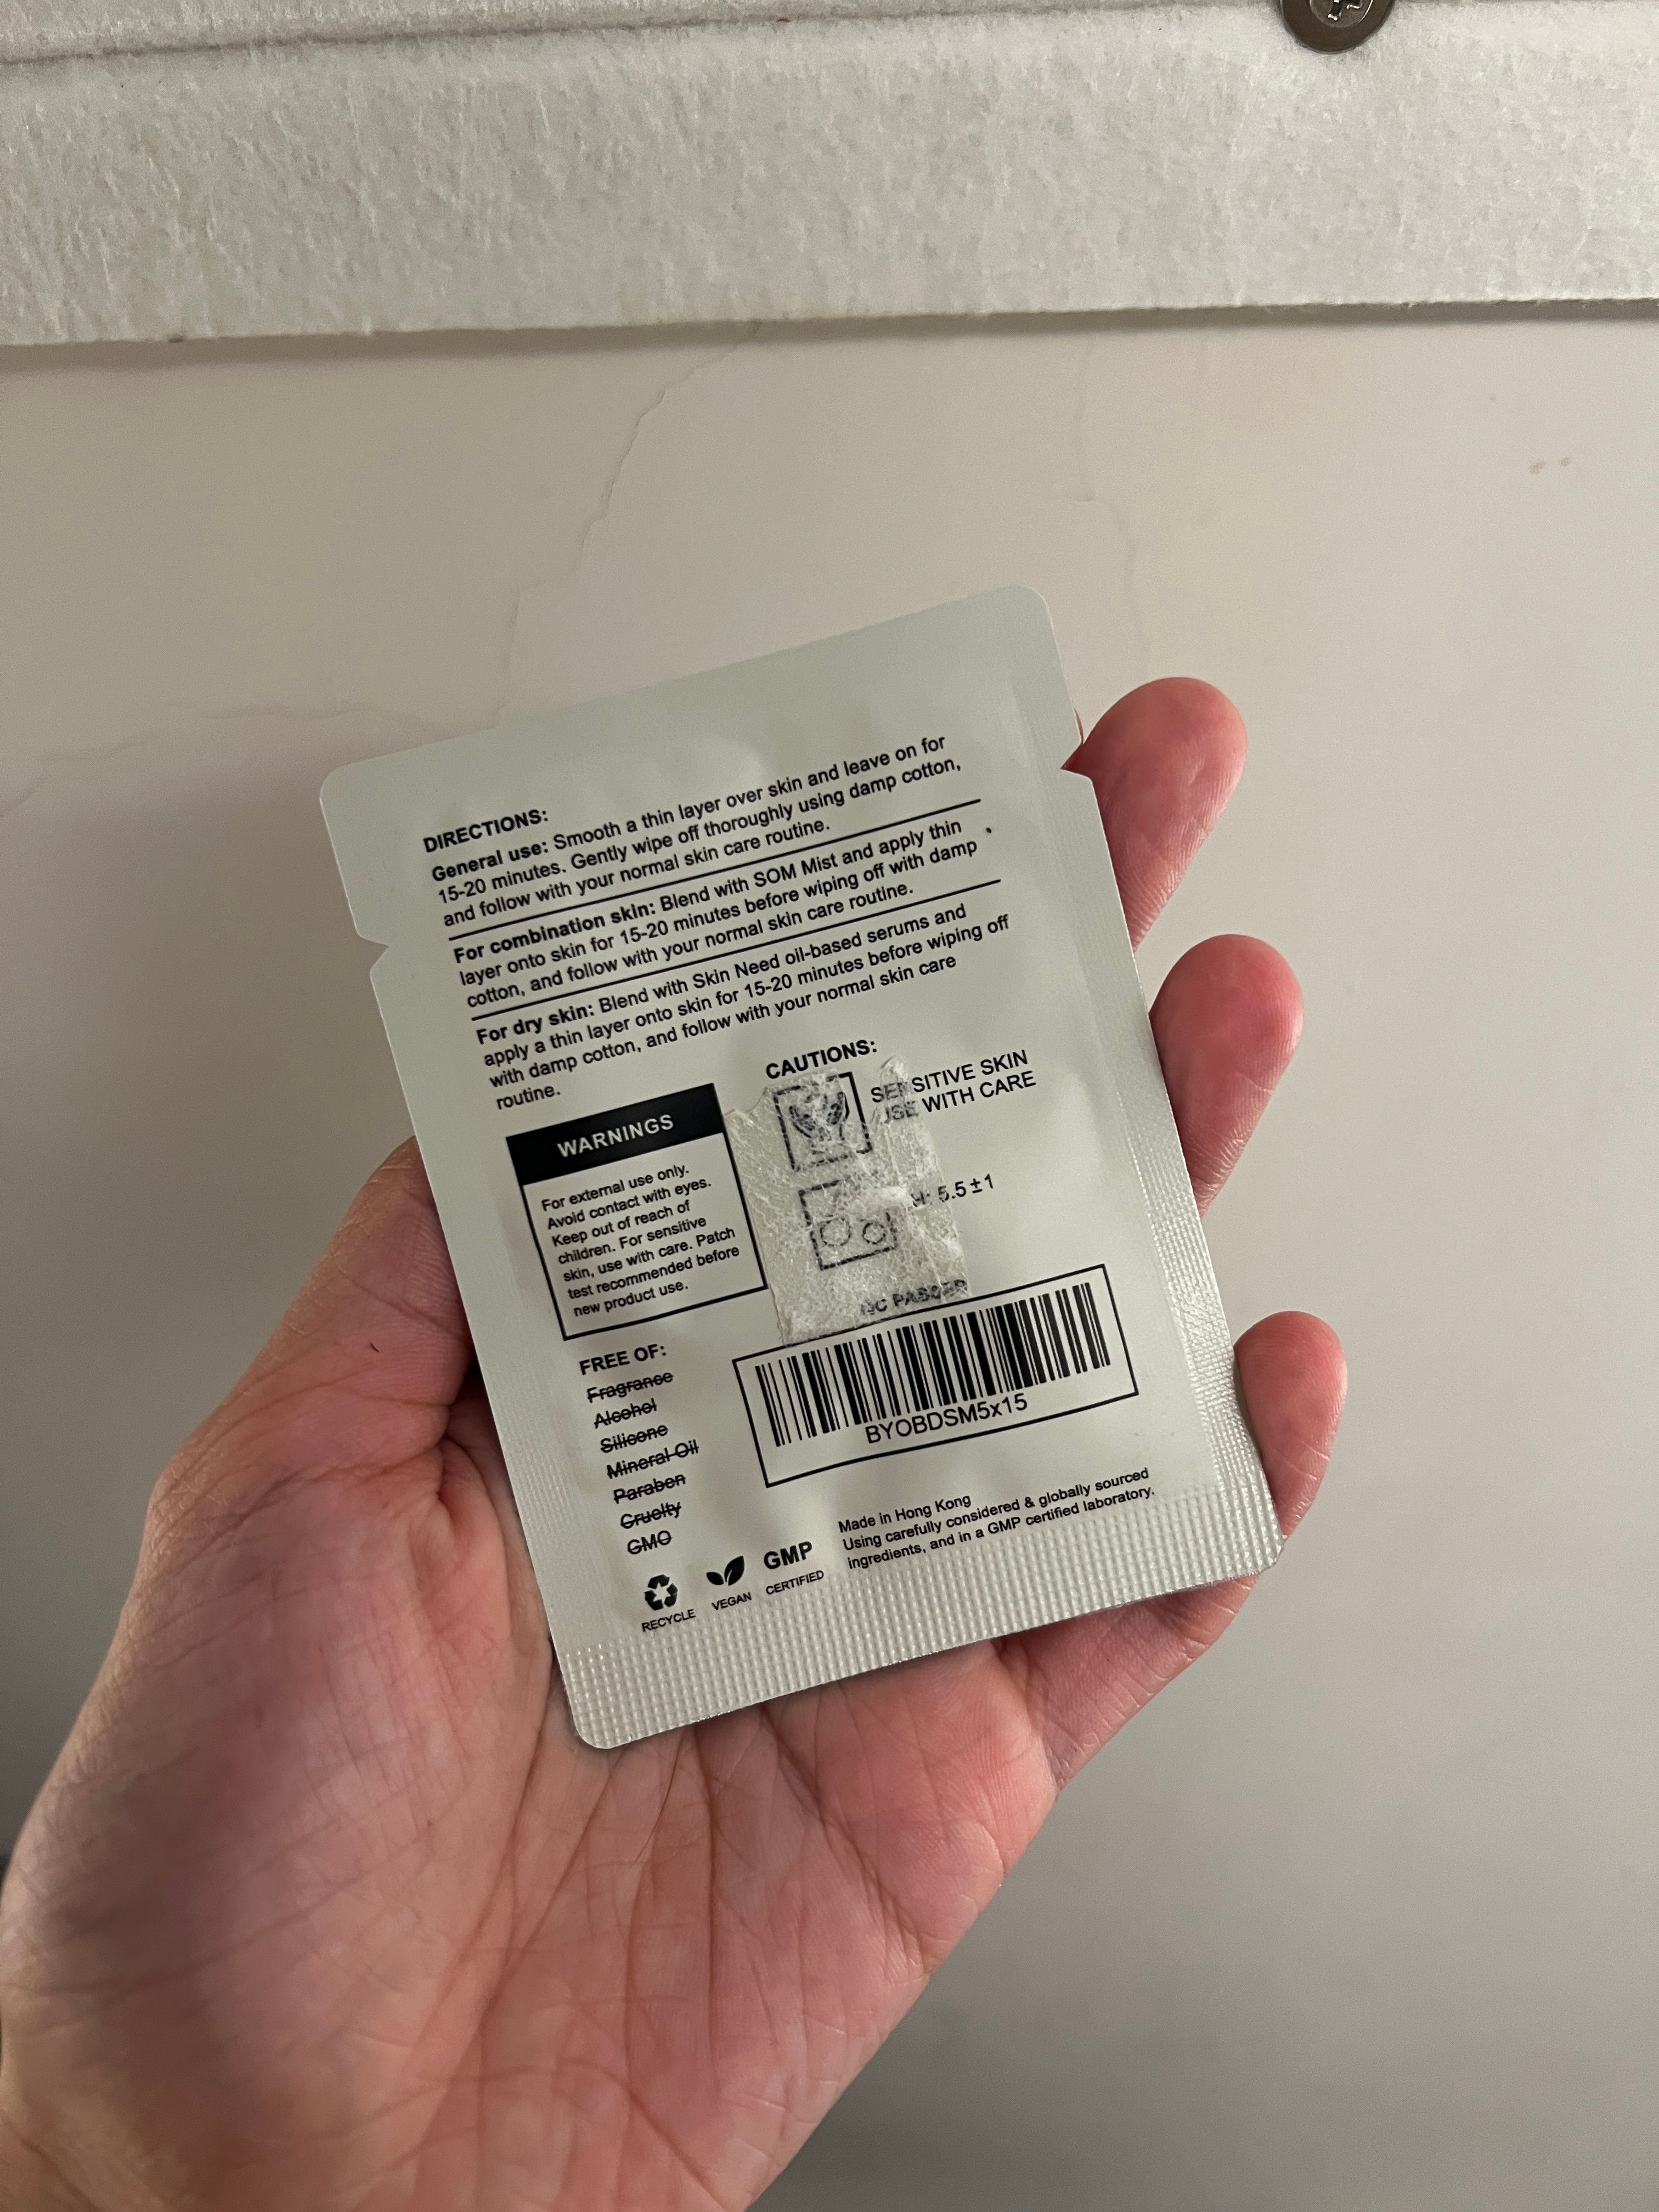 DIRECTIONS:
General use: Smooth a thin layer over skin and leave on for
15-20 minutes. Gently wipe off thoroughly using damp cotton,
and follow with your normal skin care routine.
For combination skin: Blend with SOM Mist and apply thin
layer onto skin for 15-20 minutes before wiping off with damp
cotton, and follow with your normal skin care routine.
For dry skin: Blend with Skin Need oil-based serums and
apply a thin layer onto skin for 15-20 minutes before wiping off
with damp cotton, and follow with your normal skin care
routine.
WARNINGS
For external use only.
Avoid contact with eyes.
Keep out of reach of
children. For sensitive
skin, use with care. Patch
test recommended before
new product use.
CAUTIONS:
SENSITIVE SKIN
USE WITH CARE
5.5±1
QC PASSED
BYOBDSM5x15
FREE OF:
Fragrance
Alcohol
Silicone
Mineral Oil
Paraben
Cruelty
GMO
RECYCLE
VEGAN
GMP
CERTIFIED
Made in Hong Kong
Using carefully considered & globally sourced
ingredients, and in a GMP certified laboratory.